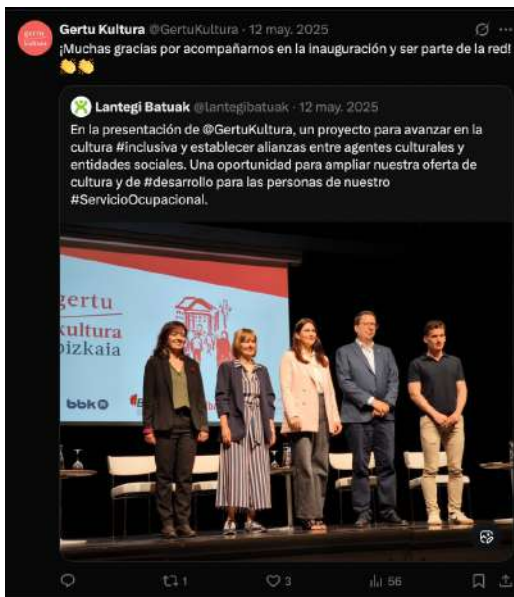 Gertu Kultura @GertuKultura · 12 may. 2025
¡Muchas gracias por acompañarnos en la inauguración y ser parte de la red!
👏👏
Lantegi Batuak @lantegibatuak · 12 may. 2025
En la presentación de @GertuKultura, un proyecto para avanzar en la
cultura #inclusiva y establecer alianzas entre agentes culturales y
entidades sociales. Una oportunidad para ampliar nuestra oferta de
cultura y de #desarrollo para las personas de nuestro
#ServicioOcupacional.
gertu
kultura
bizkaia
bbk
1
3
56